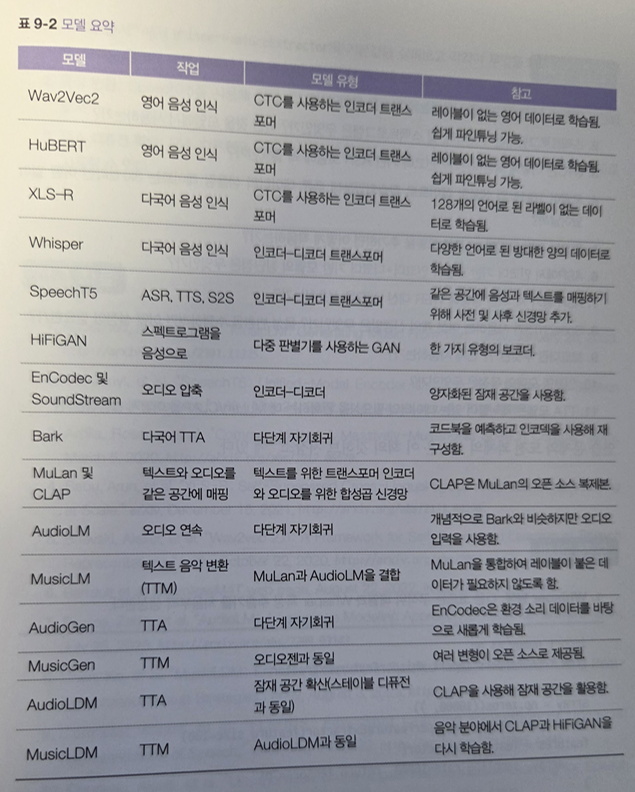 표 9-2 모델 요약
모델 작업 모델 유형 참고
Wav2Vec2 영어 음성 인식 CTC를 사용하는 인코더 트랜스 레이블이 없는 영어 데이터로 학습됨.
포머 쉽게 파인튜닝 가능.
HuBERT 영어 음성 인식 CTC를 사용하는 인코더 트랜스 레이블이 없는 영어 데이터로 학습됨.
포머 쉽게 파인튜닝 가능.
XLS-R 다국어 음성 인식 CTC를 사용하는 인코더 트랜스 128개의 언어로 된 라벨이 없는 데이
포머 터로 학습됨.
Whisper 다국어 음성 인식 인코더-디코더 트랜스포머 다양한 언어로 된 방대한 양의 데이터로
학습됨.
SpeechT5 ASR, TTS, S2S 인코더-디코더 트랜스포머 같은 공간에 음성과 텍스트를 매핑하기
위해 사전 및 사후 신경망 추가.
HiFiGAN 스펙트로그램을 다중 판별기를 사용하는 GAN 한 가지 유형의 보코더.
음성으로
EnCodec 및 오디오 압축 인코더-디코더 양자화된 잠재 공간을 사용함.
SoundStream
Bark 다국어 TTA 다단계 자기회귀 코드북을 예측하고 인코덱을 사용해 재
구성함.
MuLan 및 텍스트와 오디오를 텍스트를 위한 트랜스포머 인코더 CLAP은 MuLan의 오픈 소스 복제본.
CLAP 같은 공간에 매핑 와 오디오를 위한 합성곱 신경망
AudioLM 오디오 연속 다단계 자기회귀 개념적으로 Bark와 비슷하지만 오디오
입력을 사용함.
MusicLM 텍스트 음악 변환 MuLan과 AudioLM을 결합 MuLan을 통합하여 레이블이 붙은 데
(TTM) 이터가 필요하지 않도록 함.
AudioGen TTA 다단계 자기회귀 EnCodec은 환경 소리 데이터를 바탕
으로 새롭게 학습됨.
MusicGen TTM 오디오젠과 동일 여러 변형이 오픈 소스로 제공됨.
AudioLDM TTA 잠재 공간 확산(스테이블 디퓨전 CLAP을 사용해 잠재 공간을 활용함.
과 동일)
MusicLDM TTM AudioLDM과 동일 음악 분야에서 CLAP과 HiFiGAN을
다시 학습함.